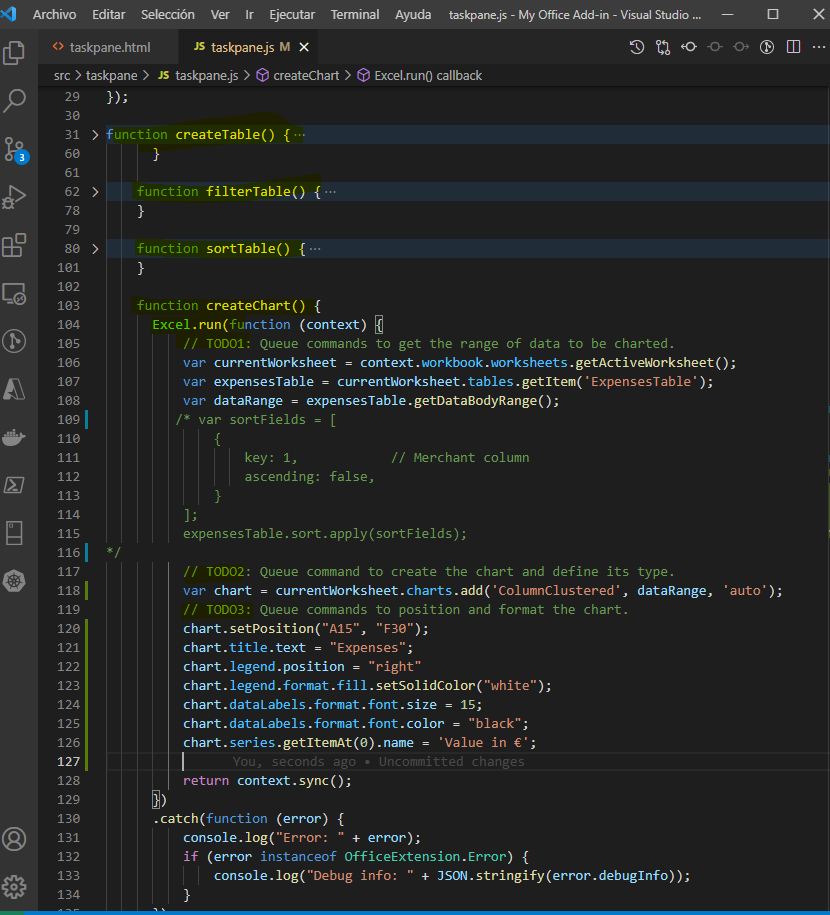 Archivo Editar Selección Ver Ir Ejecutar Terminal Ayuda taskpane.js - My Office Add-in - Visual Studio ...
<> taskpane.html JS taskpane.js M ×
src > taskpane > JS taskpane.js > createChart > Excel.run() callback
29 });
30
31 function createTable() { ···
60 }
61
62 function filterTable() { ···
78 }
79
80 function sortTable() { ···
101 }
102
103 function createChart() {
104 Excel.run(function (context) {
105 // TODO1: Queue commands to get the range of data to be charted.
106 var currentWorksheet = context.workbook.worksheets.getActiveWorksheet();
107 var expensesTable = currentWorksheet.tables.getItem('ExpensesTable');
108 var dataRange = expensesTable.getDataBodyRange();
109 /* var sortFields = [
110 {
111 key: 1, // Merchant column
112 ascending: false,
113 }
114 ];
115 expensesTable.sort.apply(sortFields);
116 */
117 // TODO2: Queue command to create the chart and define its type.
118 var chart = currentWorksheet.charts.add('ColumnClustered', dataRange, 'auto');
119 // TODO3: Queue commands to position and format the chart.
120 chart.setPosition("A15", "F30");
121 chart.title.text = "Expenses";
122 chart.legend.position = "right"
123 chart.legend.format.fill.setSolidColor("white");
124 chart.dataLabels.format.font.size = 15;
125 chart.dataLabels.format.font.color = "black";
126 chart.series.getItemAt(0).name = 'Value in €';
127 You, seconds ago • Uncommitted changes
128 return context.sync();
129 })
130 .catch(function (error) {
131 console.log("Error: " + error);
132 if (error instanceof OfficeExtension.Error) {
133 console.log("Debug info: " + JSON.stringify(error.debugInfo));
134 }
3